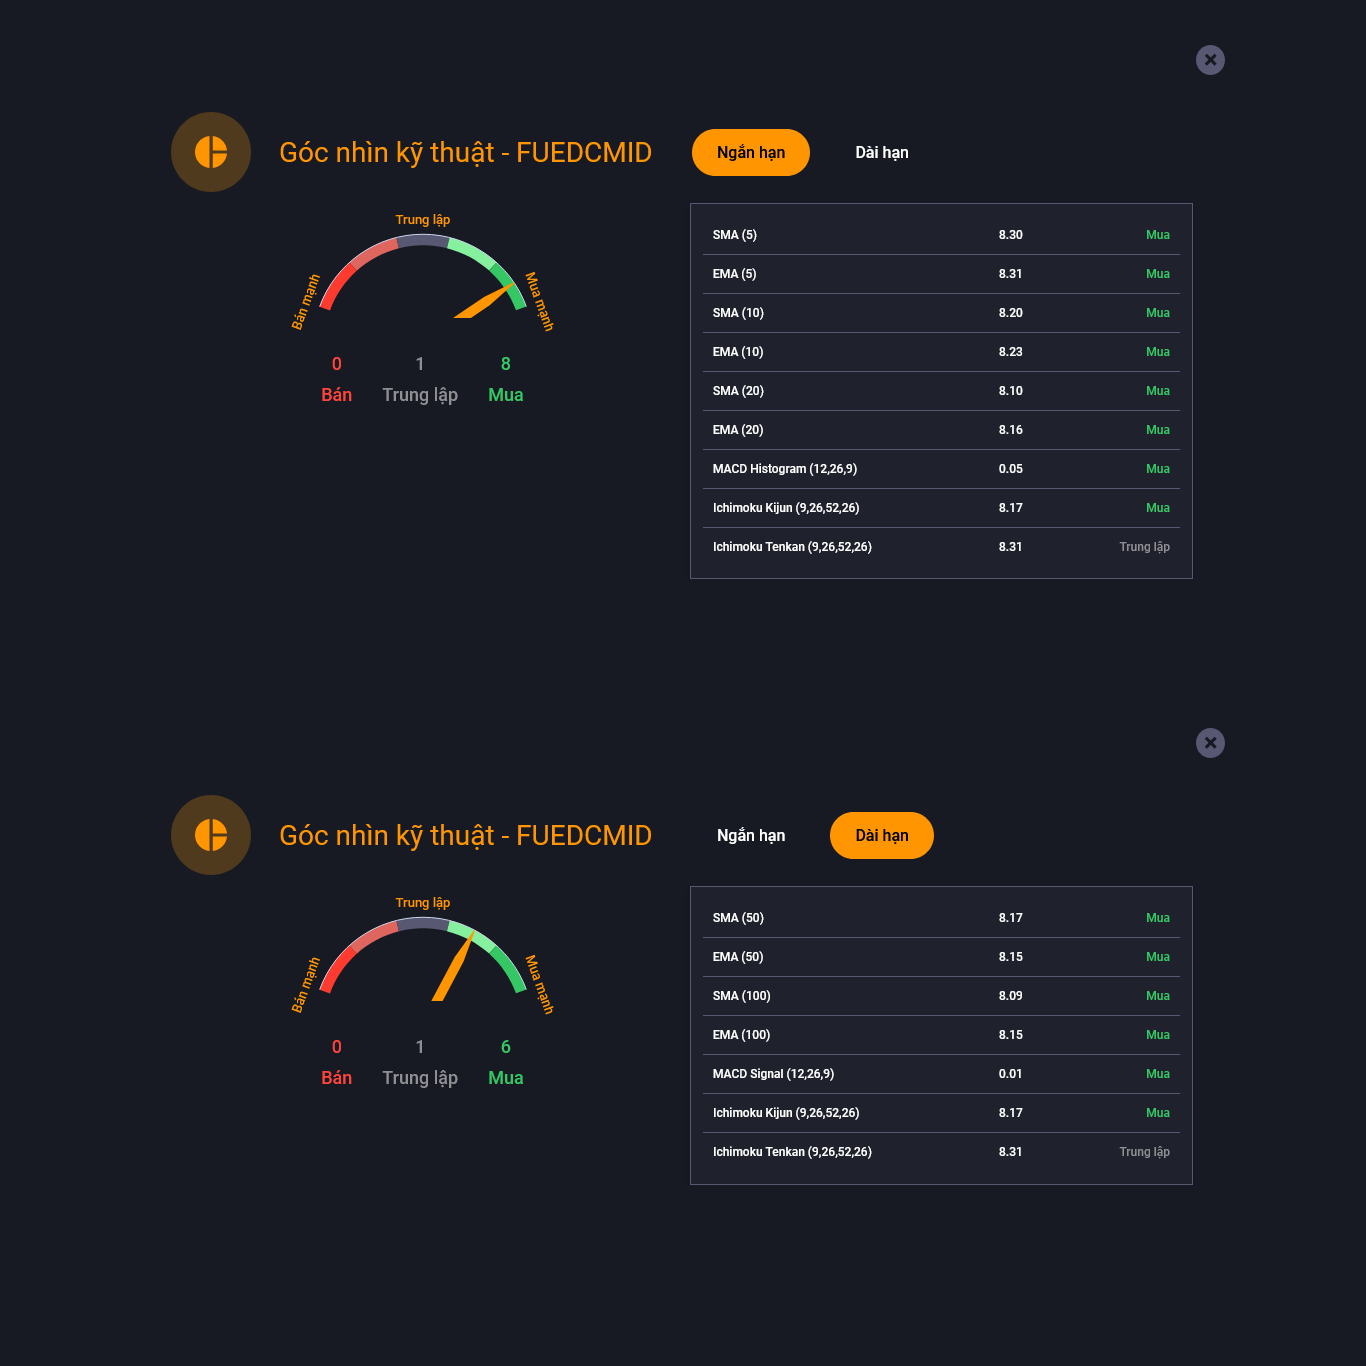 Góc nhìn kỹ thuật - FUEDCMID
Ngắn hạn
Dài hạn
Trung lập
Bán mạnh
Mua mạnh
0 1 8
Bán Trung lập Mua
SMA (5) 8.30 Mua
EMA (5) 8.31 Mua
SMA (10) 8.20 Mua
EMA (10) 8.23 Mua
SMA (20) 8.10 Mua
EMA (20) 8.16 Mua
MACD Histogram (12,26,9) 0.05 Mua
Ichimoku Kijun (9,26,52,26) 8.17 Mua
Ichimoku Tenkan (9,26,52,26) 8.31 Trung lập
Góc nhìn kỹ thuật - FUEDCMID
Ngắn hạn
Dài hạn
Trung lập
Bán mạnh
Mua mạnh
0 1 6
Bán Trung lập Mua
SMA (50) 8.17 Mua
EMA (50) 8.15 Mua
SMA (100) 8.09 Mua
EMA (100) 8.15 Mua
MACD Signal (12,26,9) 0.01 Mua
Ichimoku Kijun (9,26,52,26) 8.17 Mua
Ichimoku Tenkan (9,26,52,26) 8.31 Trung lập